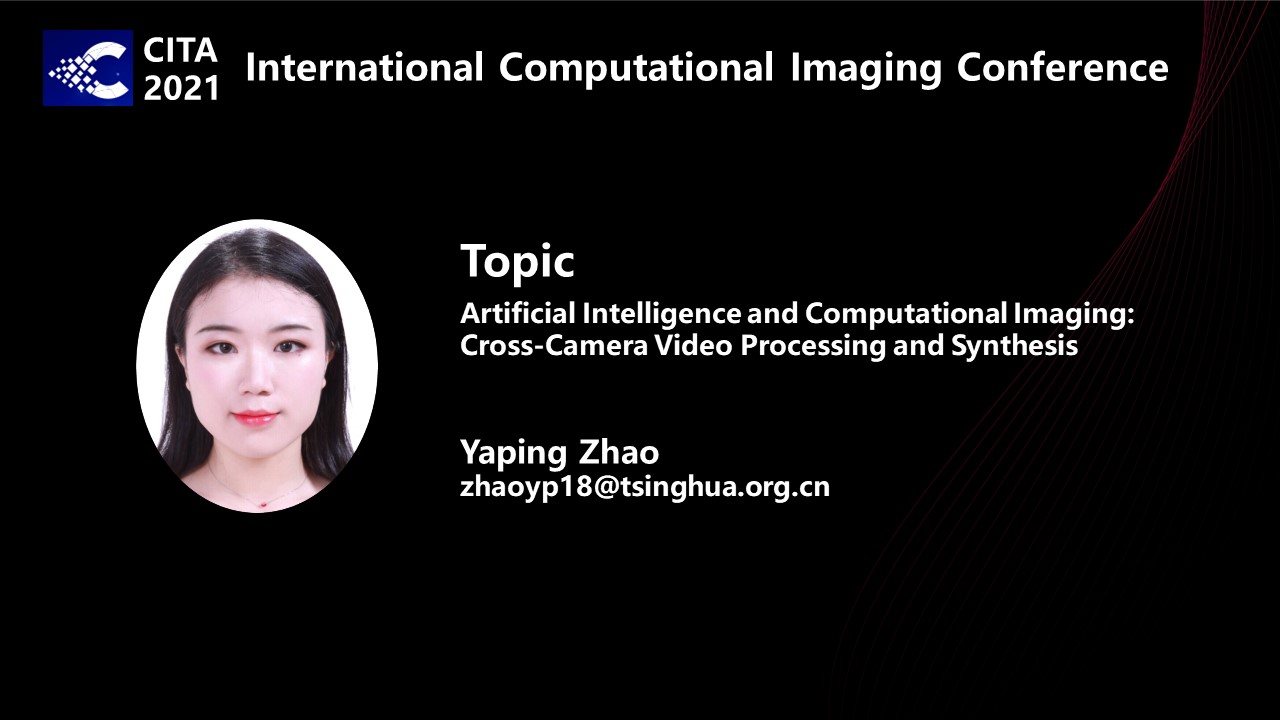 CITA
2021
International Computational Imaging Conference
Topic
Artificial Intelligence and Computational Imaging:
Cross-Camera Video Processing and Synthesis
Yaping Zhao
zhaoyp18@tsinghua.org.cn